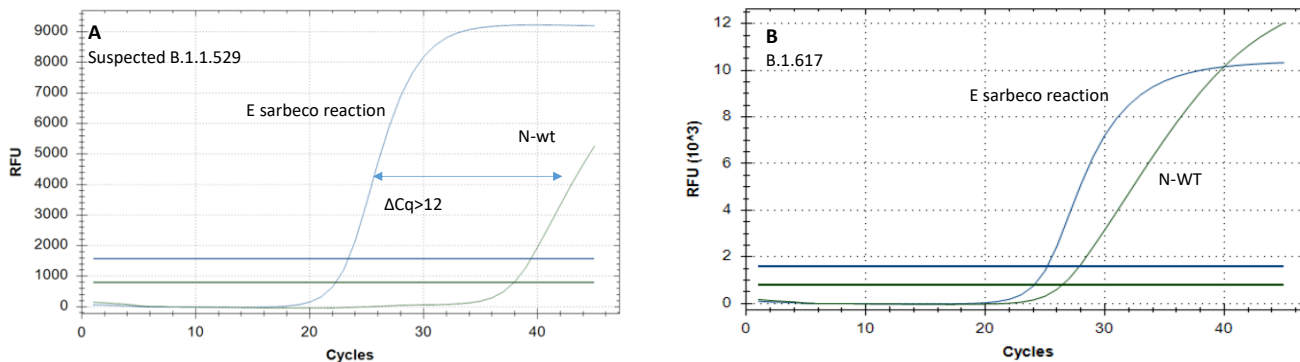 A
Suspected B.1.1.529
E sarbeco reaction
N-wt
ΔCq>12
RFU
9000
8000
7000
6000
5000
4000
3000
2000
1000
0
0 10 20 30 40
Cycles
B
B.1.617
E sarbeco reaction
N-WT
RFU (10^3)
12
10
8
6
4
2
0
0 10 20 30 40
Cycles